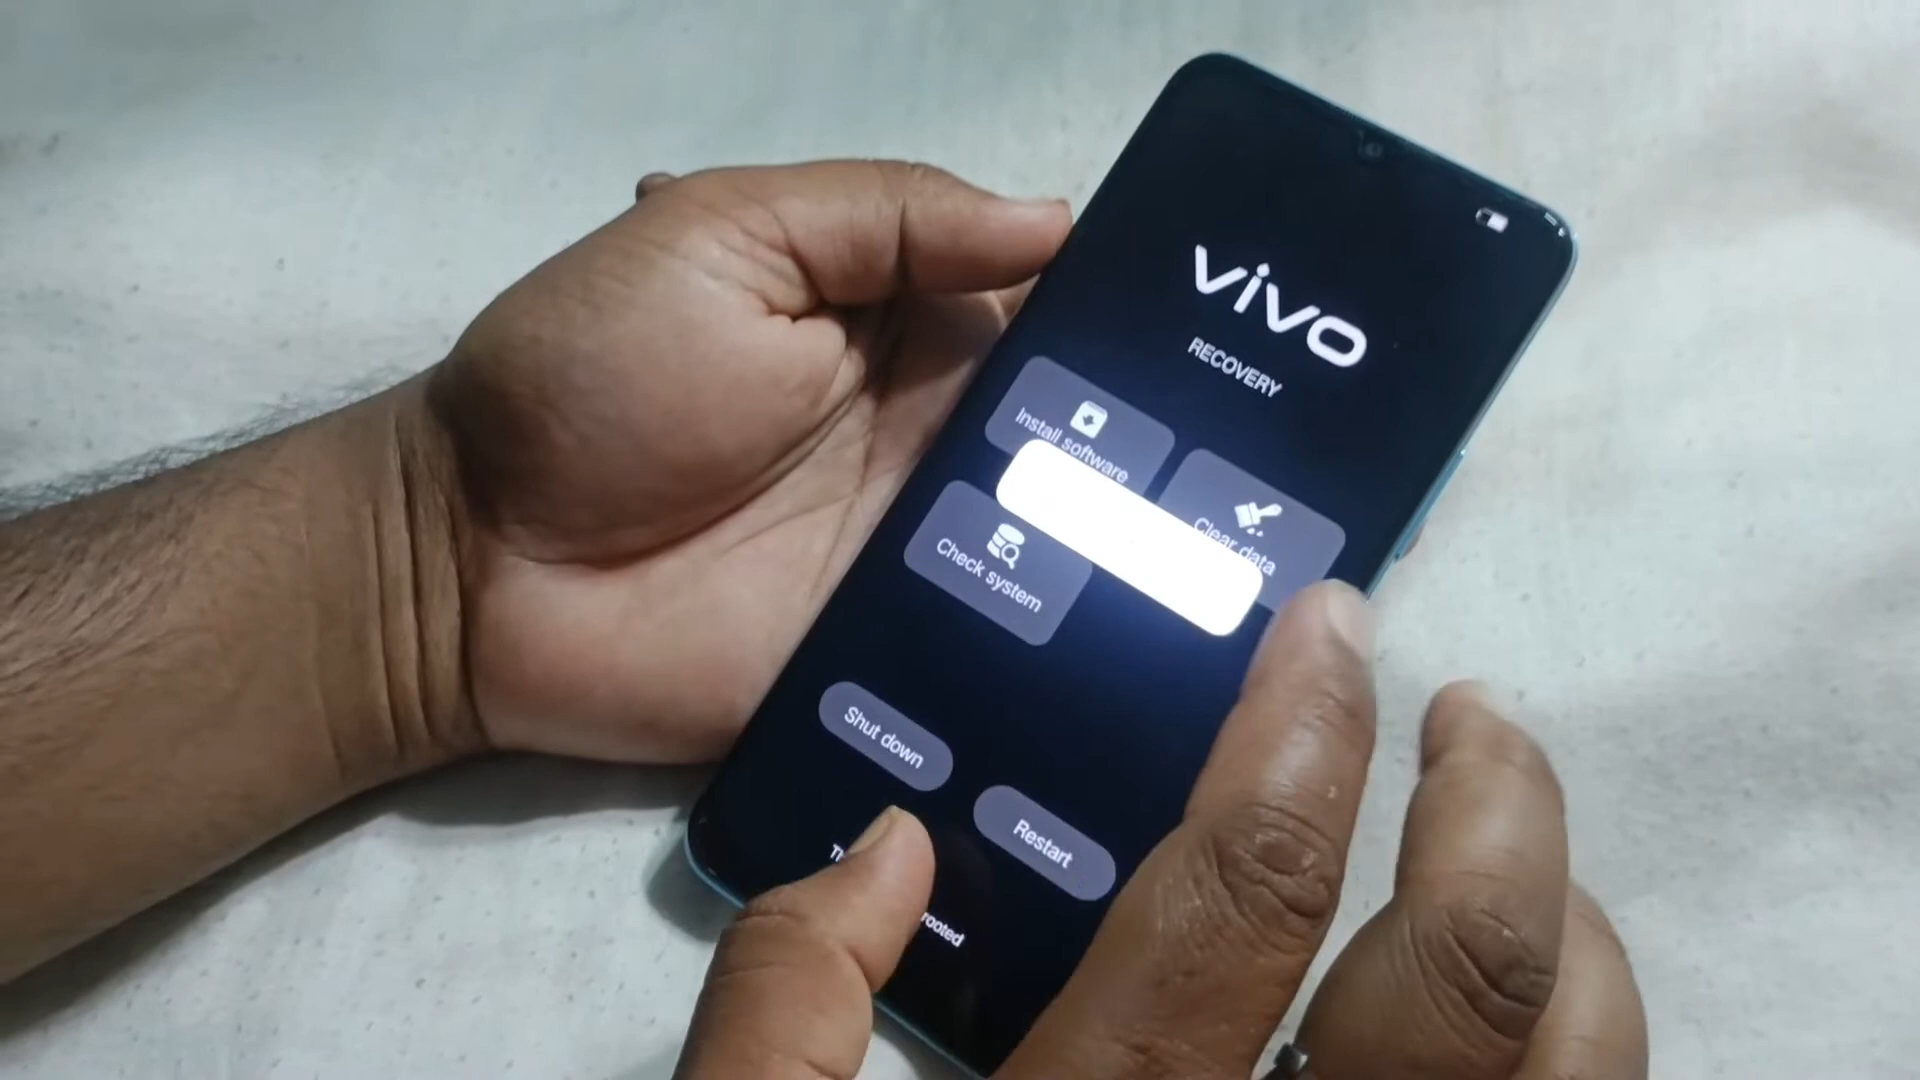 vivo
RECOVERY
Install software
Clear data
Check system
Shut down
Restart
rooted